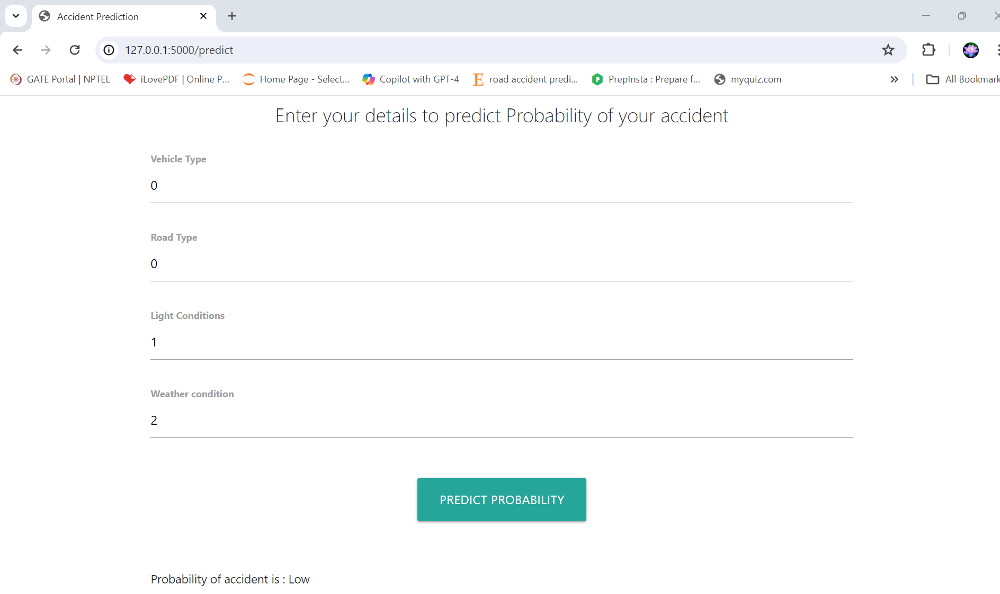 Accident Prediction
127.0.0.1:5000/predict
GATE Portal | NPTEL iLovePDF | Online P... Home Page - Select... Copilot with GPT-4 E road accident predi... PrepInsta : Prepare f... myquiz.com » All Bookmark
Enter your details to predict Probability of your accident
Vehicle Type
0
Road Type
0
Light Conditions
1
Weather condition
2
PREDICT PROBABILITY
Probability of accident is : Low